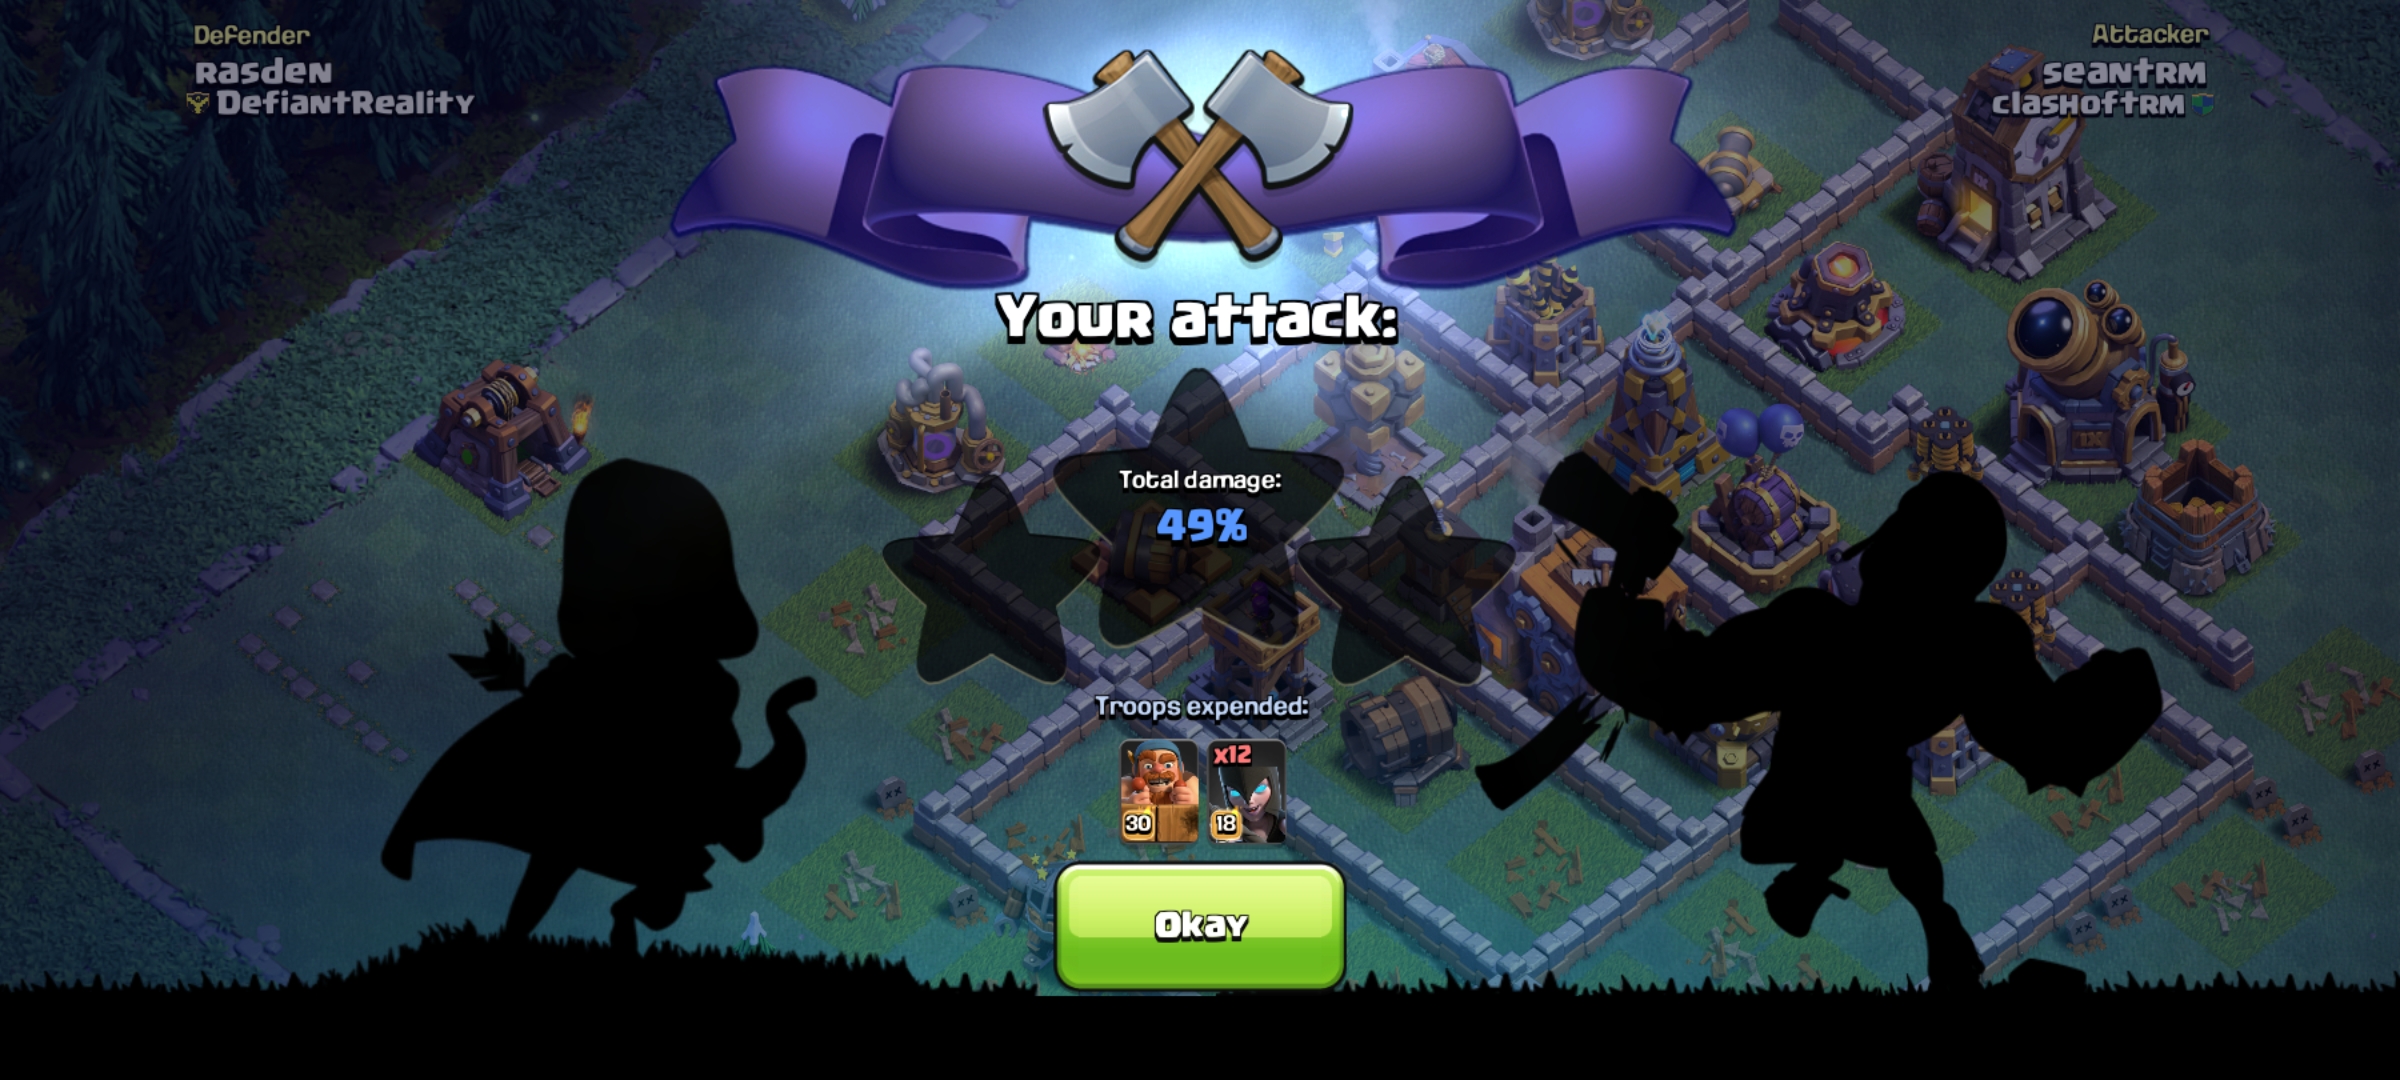 Defender
Rasden
DefiantReality
Attacker
seantRM
clashoftRM
Your attack:
Total damage:
49%
Troops expended:
x12
30
18
Okay